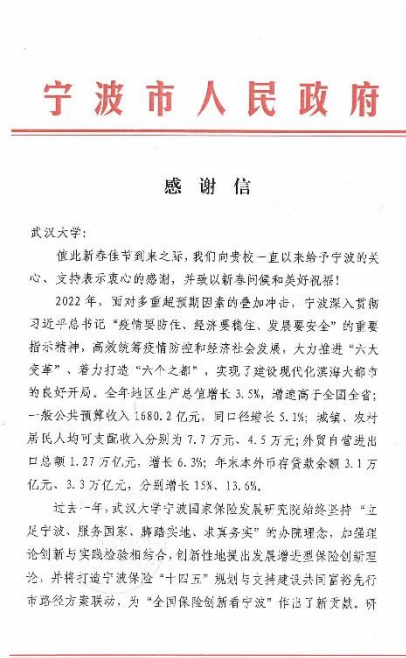 宁波市人民政府
感谢信
武汉大学:
值此新春佳节到来之际,我们向贵校一直以来给予宁波的关
心、支持表示衷心的感谢,并致以新春问候和美好祝福!
2022 年,面对多重超预期因素的叠加冲击,宁波深入贯彻
习近平总书记“疫情要防住、经济要稳住、发展要安全”的重要
指示精神,高效统筹疫情防控和经济社会发展,大力推进“六大
变革”、着力打造“六个之都”,实现了建设现代化滨海大都市
的良好开局。全年地区生产总值增长 3.5%,增速高于全国全省;
一般公共预算收入 1680.2 亿元,同口径增长 5.1%;城镇、农村
居民人均可支配收入分别为 7.7 万元、4.5 万元;外贸自营进出
口总额 1.27 万亿元,增长 6.3%;年末本外币存贷款余额 3.1 万
亿元、3.3 万亿元,分别增长 15%、13.6%。
过去一年,武汉大学宁波国家保险发展研究院始终坚持“立
足宁波、服务国家、脚踏实地、求真务实”的办院理念,加强理
论创新与实践检验相结合,创新性地提出发展增进型保险创新理
论,并将打造宁波保险“十四五”规划与支持建设共同富裕先行
市路径方案联动,为“全国保险创新看宁波”作出了新贡献。研